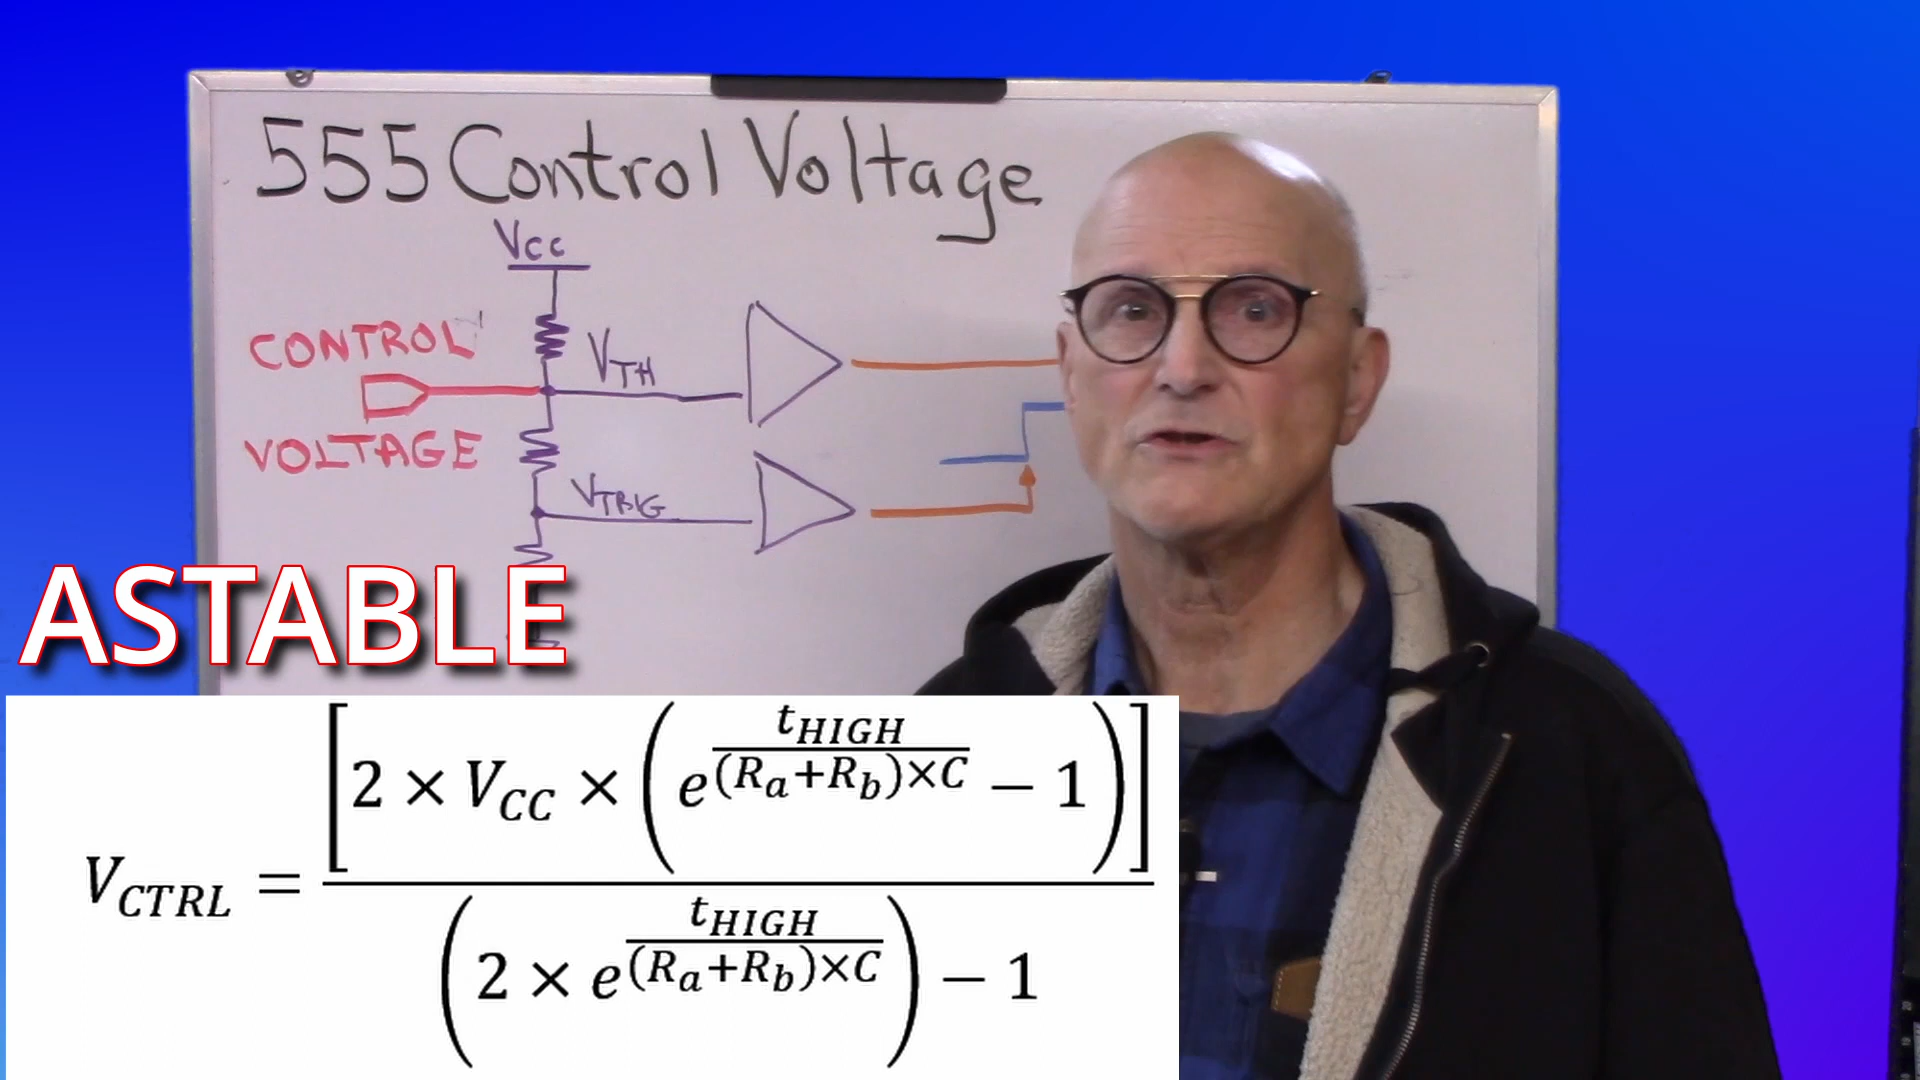 555 Control Voltage
VCC
CONTROL
VTH
VOLTAGE
VTRIG
ASTABLE
V_CTRL = [2 × V_CC × (e^(t_HIGH/((R_a+R_b)×C)) − 1)] / ((2 × e^(t_HIGH/((R_a+R_b)×C))) − 1)